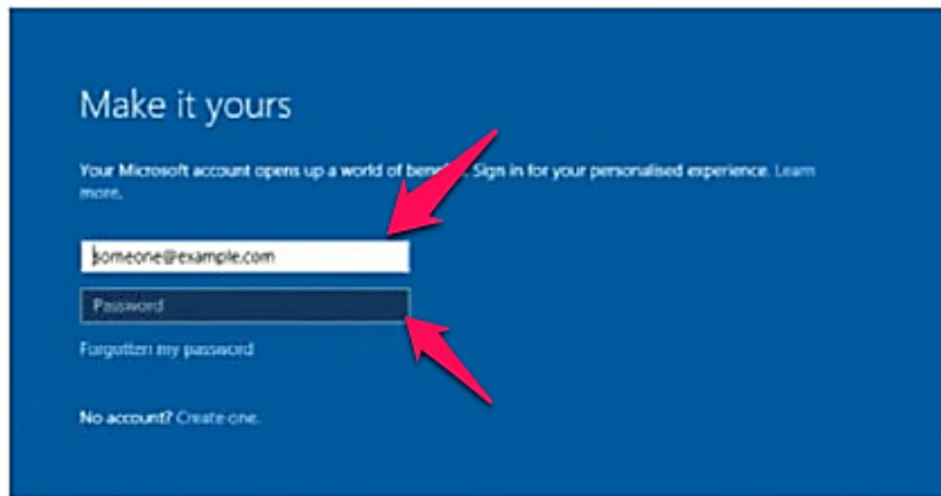 Make it yours
Your Microsoft account opens up a world of Sign in for your personalised experience. Learn
more.
someone@example.com
Password
Forgotten my password
No account? Create one.